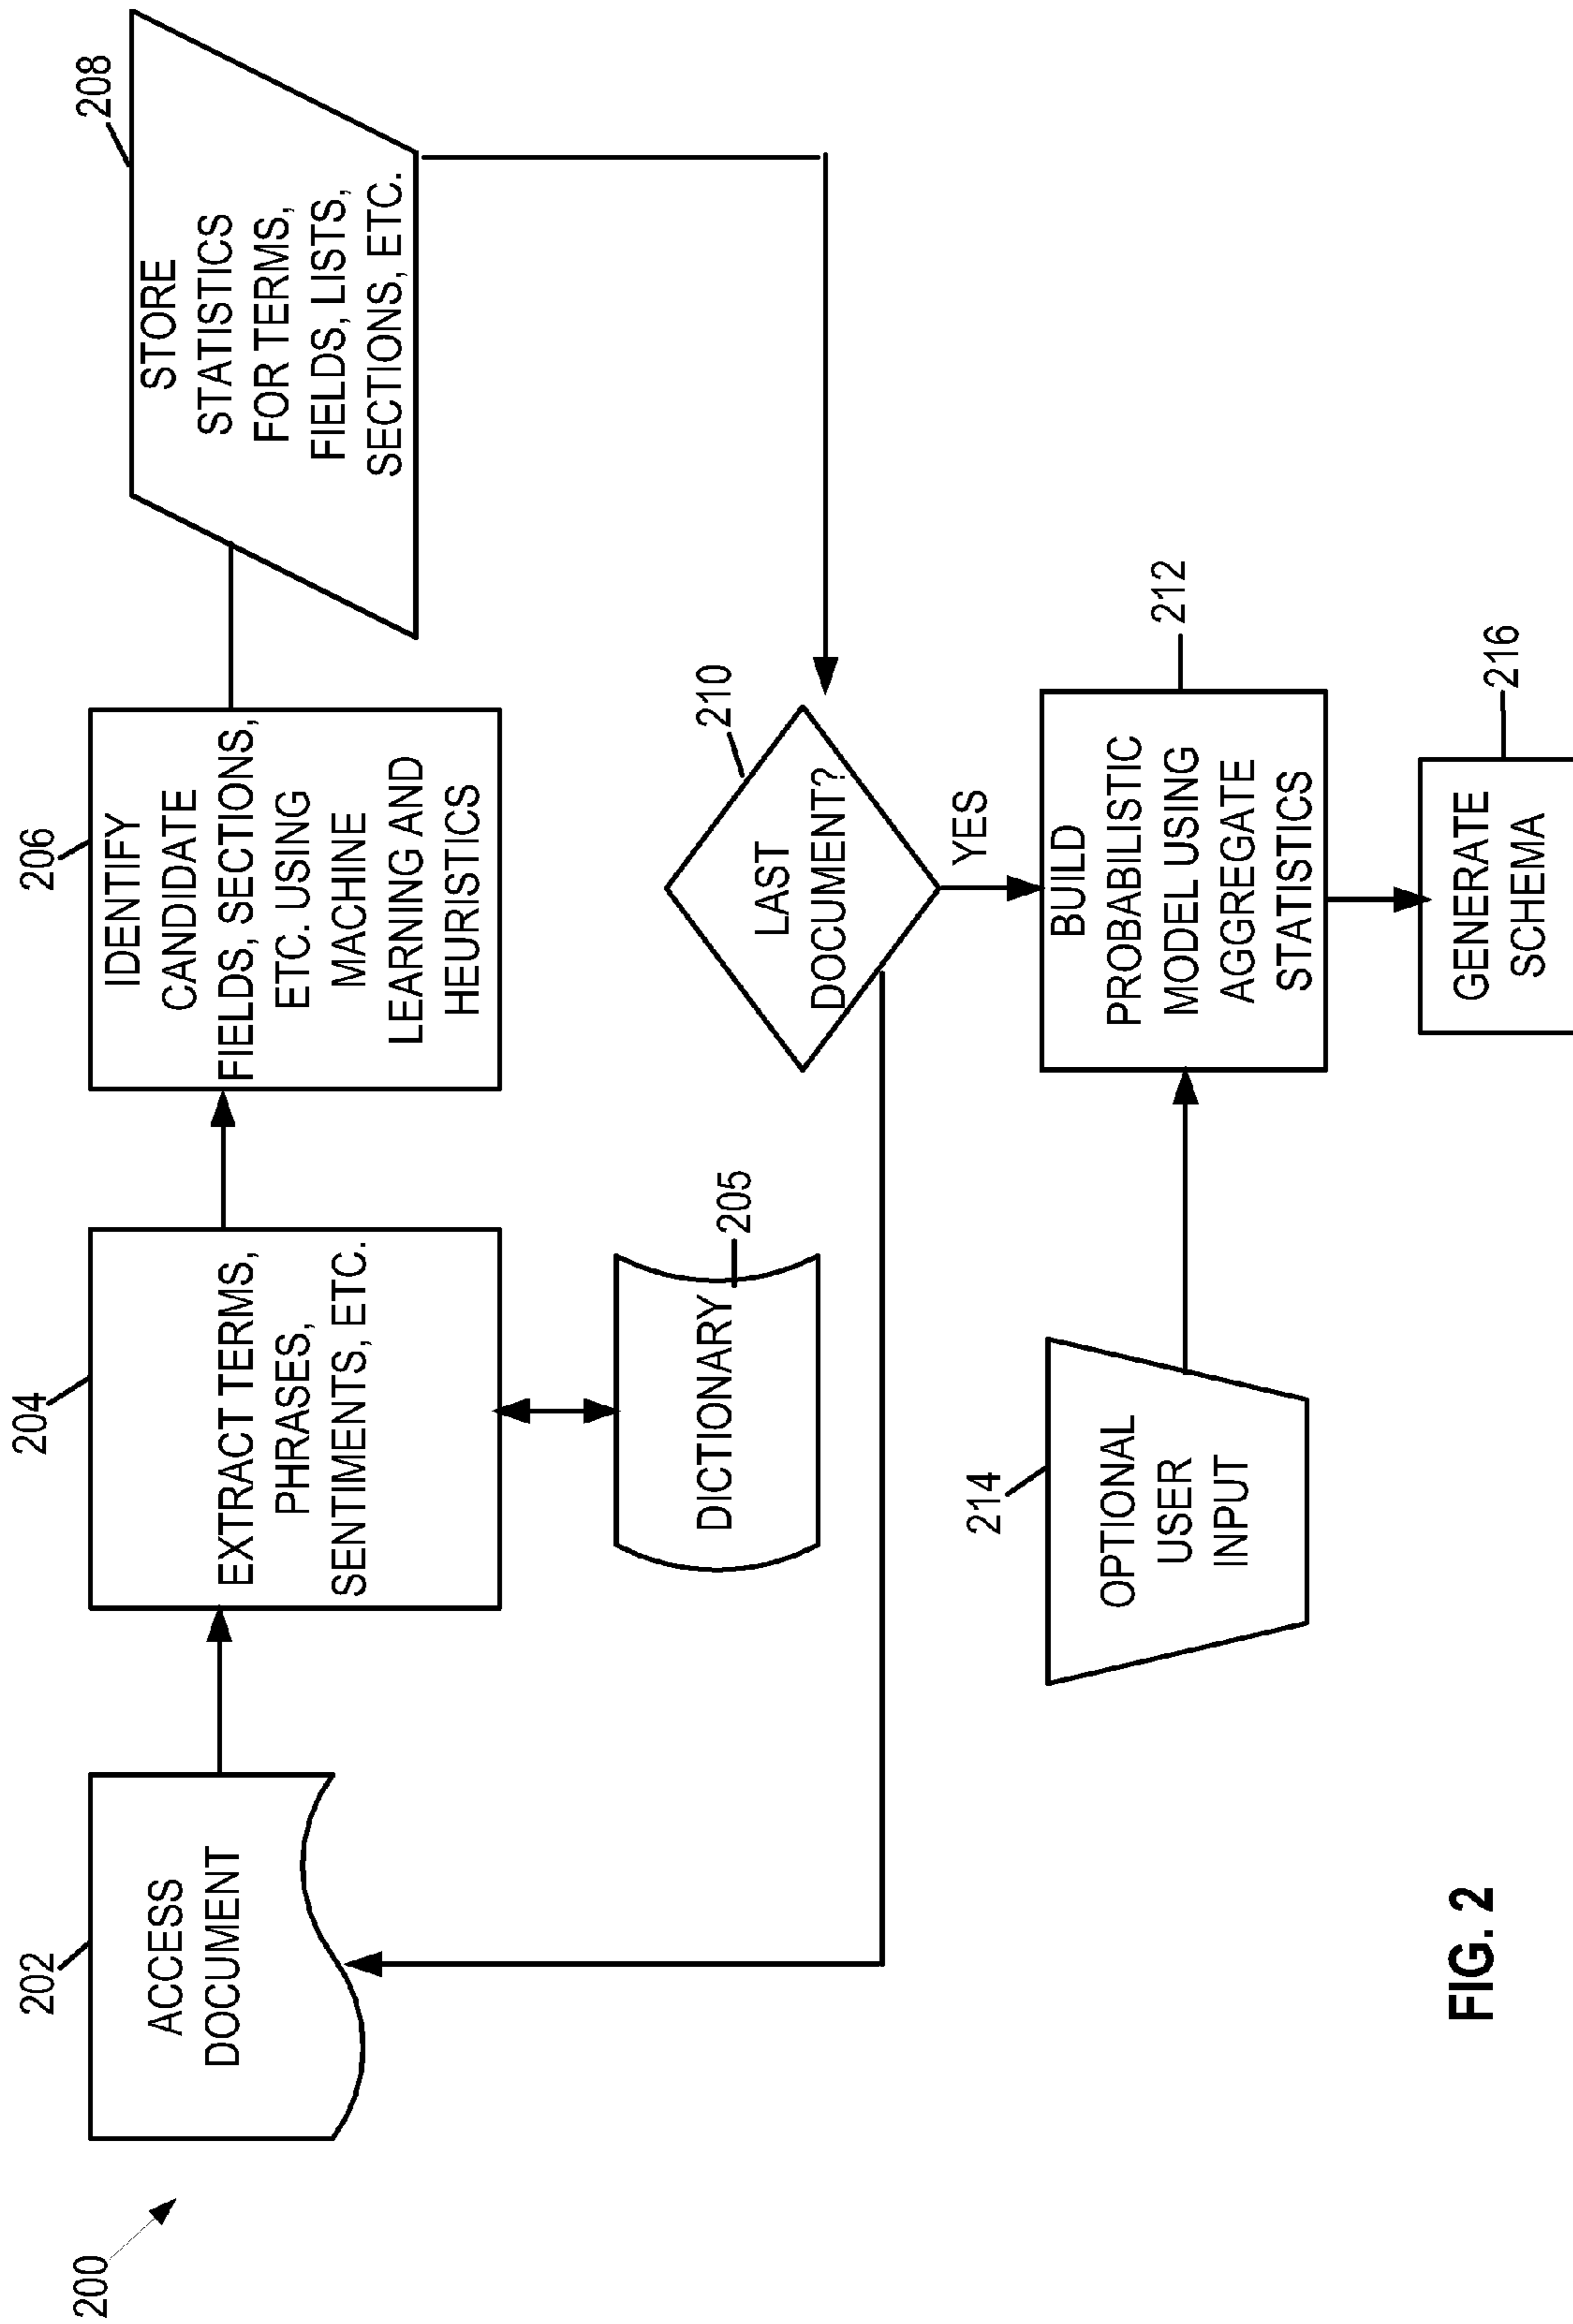 200
202
ACCESS
DOCUMENT
204
EXTRACT TERMS,
PHRASES,
SENTIMENTS, ETC.
205
DICTIONARY
206
IDENTIFY
CANDIDATE
FIELDS, SECTIONS,
ETC. USING
MACHINE
LEARNING AND
HEURISTICS
208
STORE
STATISTICS
FOR TERMS,
FIELDS, LISTS,
SECTIONS, ETC.
210
LAST
DOCUMENT?
YES
212
BUILD
PROBABILISTIC
MODEL USING
AGGREGATE
STATISTICS
214
OPTIONAL
USER
INPUT
216
GENERATE
SCHEMA
FIG. 2